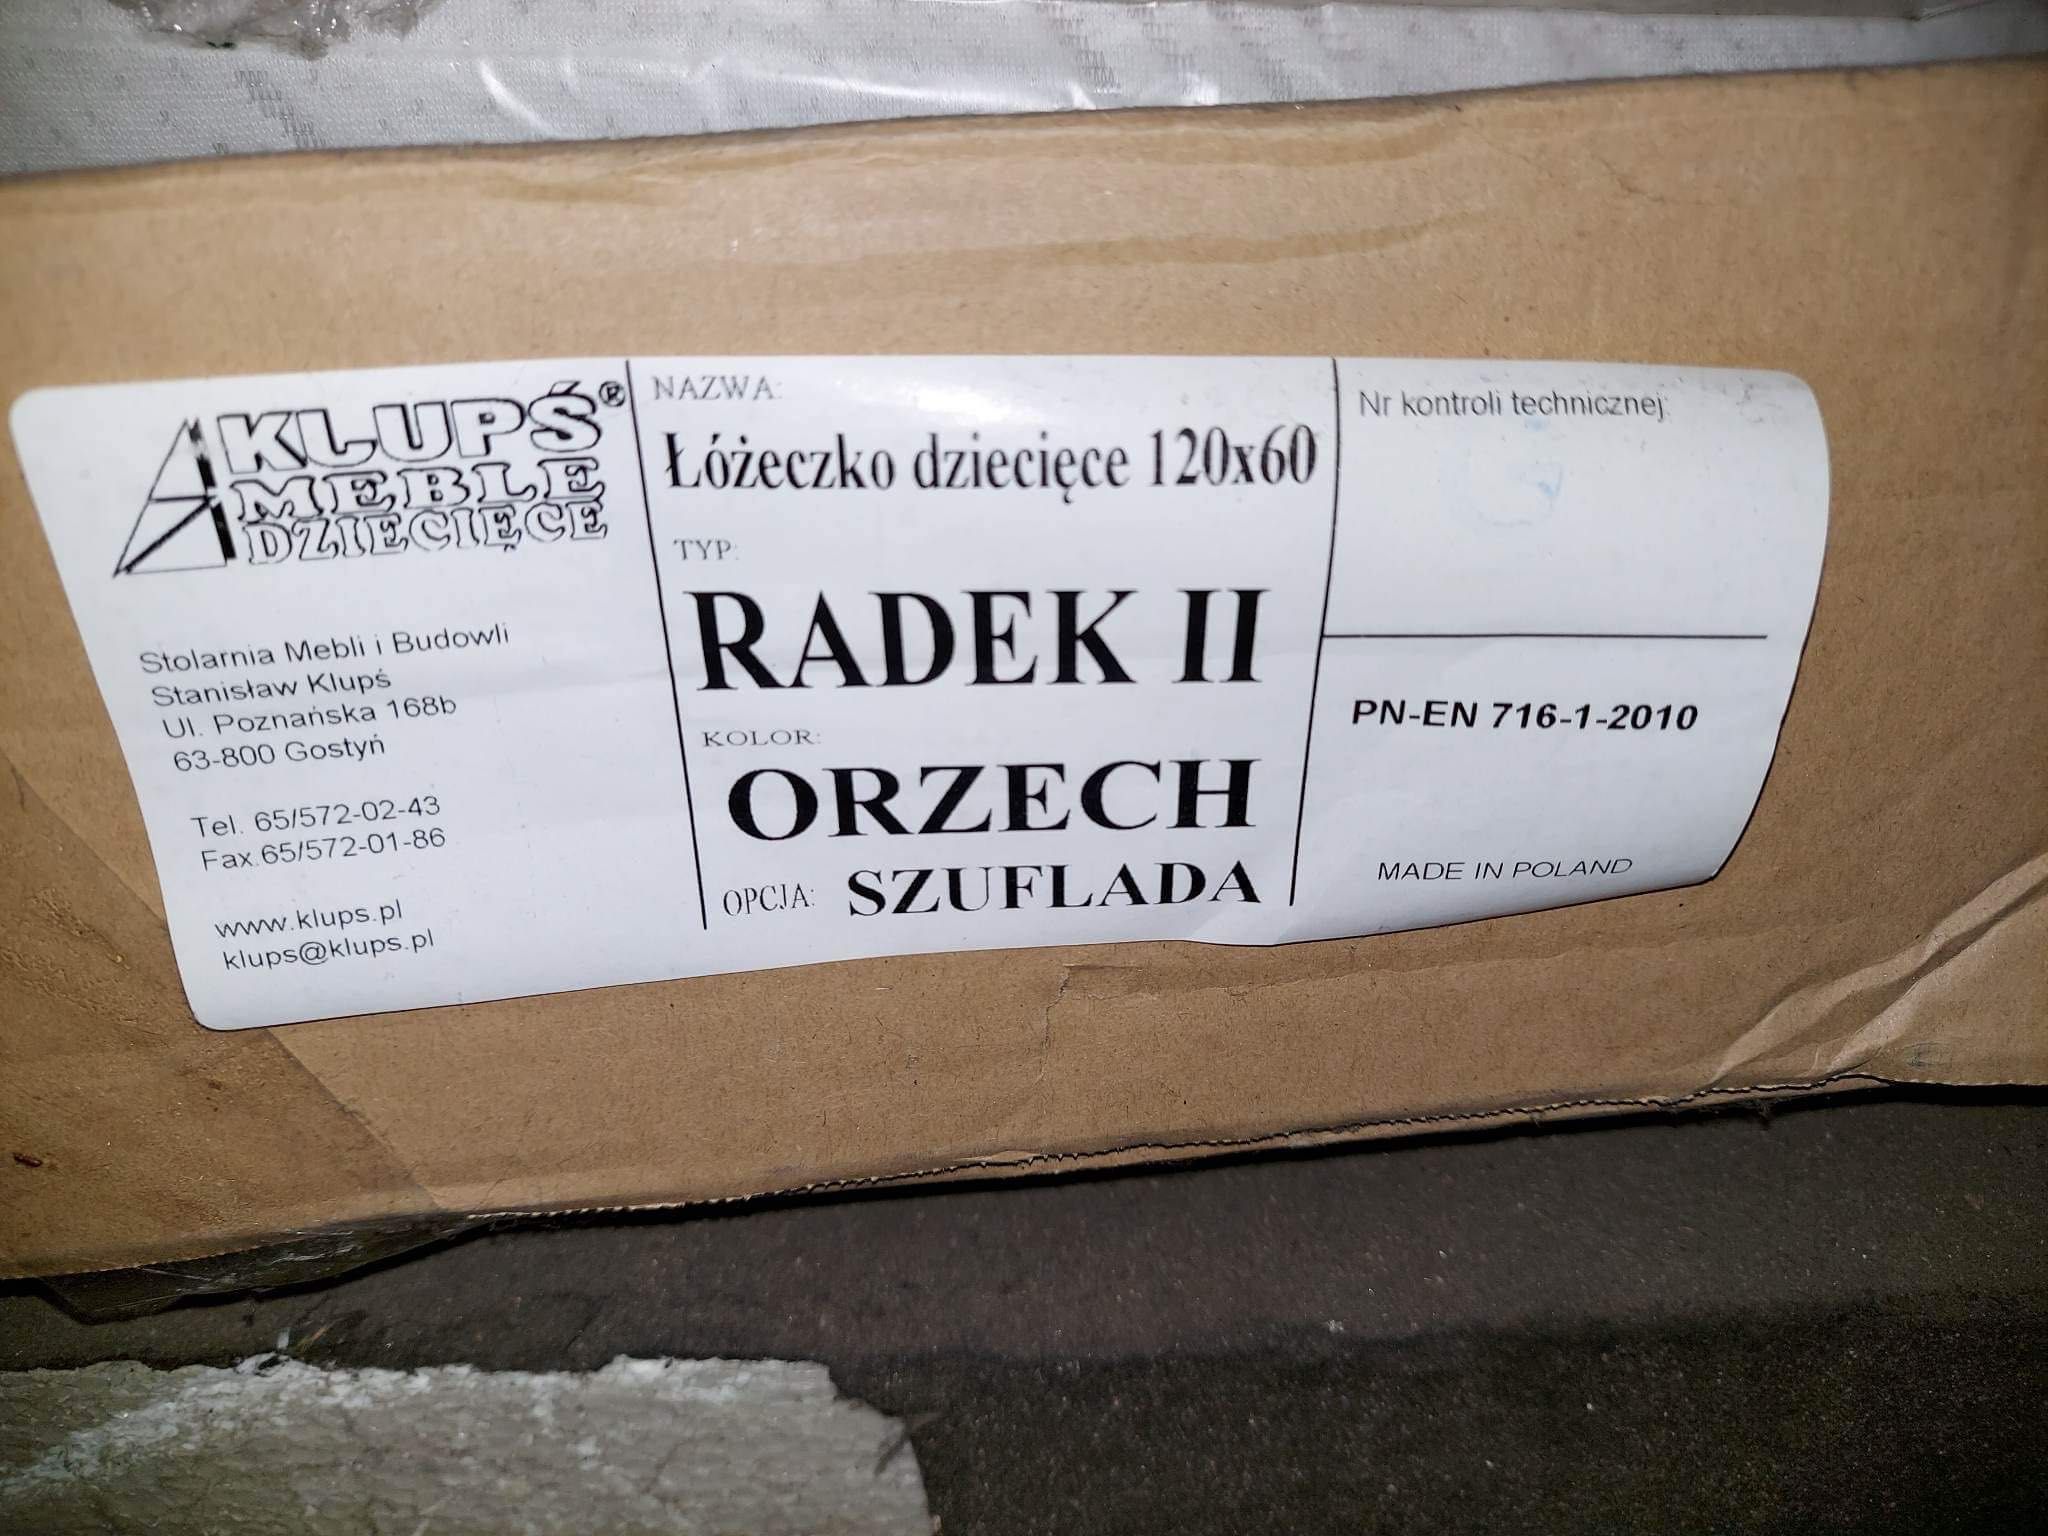 KLUPŚ®
MEBLE
DZIECIĘCE
Stolarnia Mebli i Budowli
Stanisław Klupś
Ul. Poznańska 168b
63-800 Gostyń
Tel. 65/572-02-43
Fax.65/572-01-86
www.klups.pl
klups@klups.pl
NAZWA:
Łóżeczko dziecięce 120x60
TYP:
RADEK II
KOLOR:
ORZECH
OPCJA: SZUFLADA
Nr kontroli technicznej:
PN-EN 716-1-2010
MADE IN POLAND